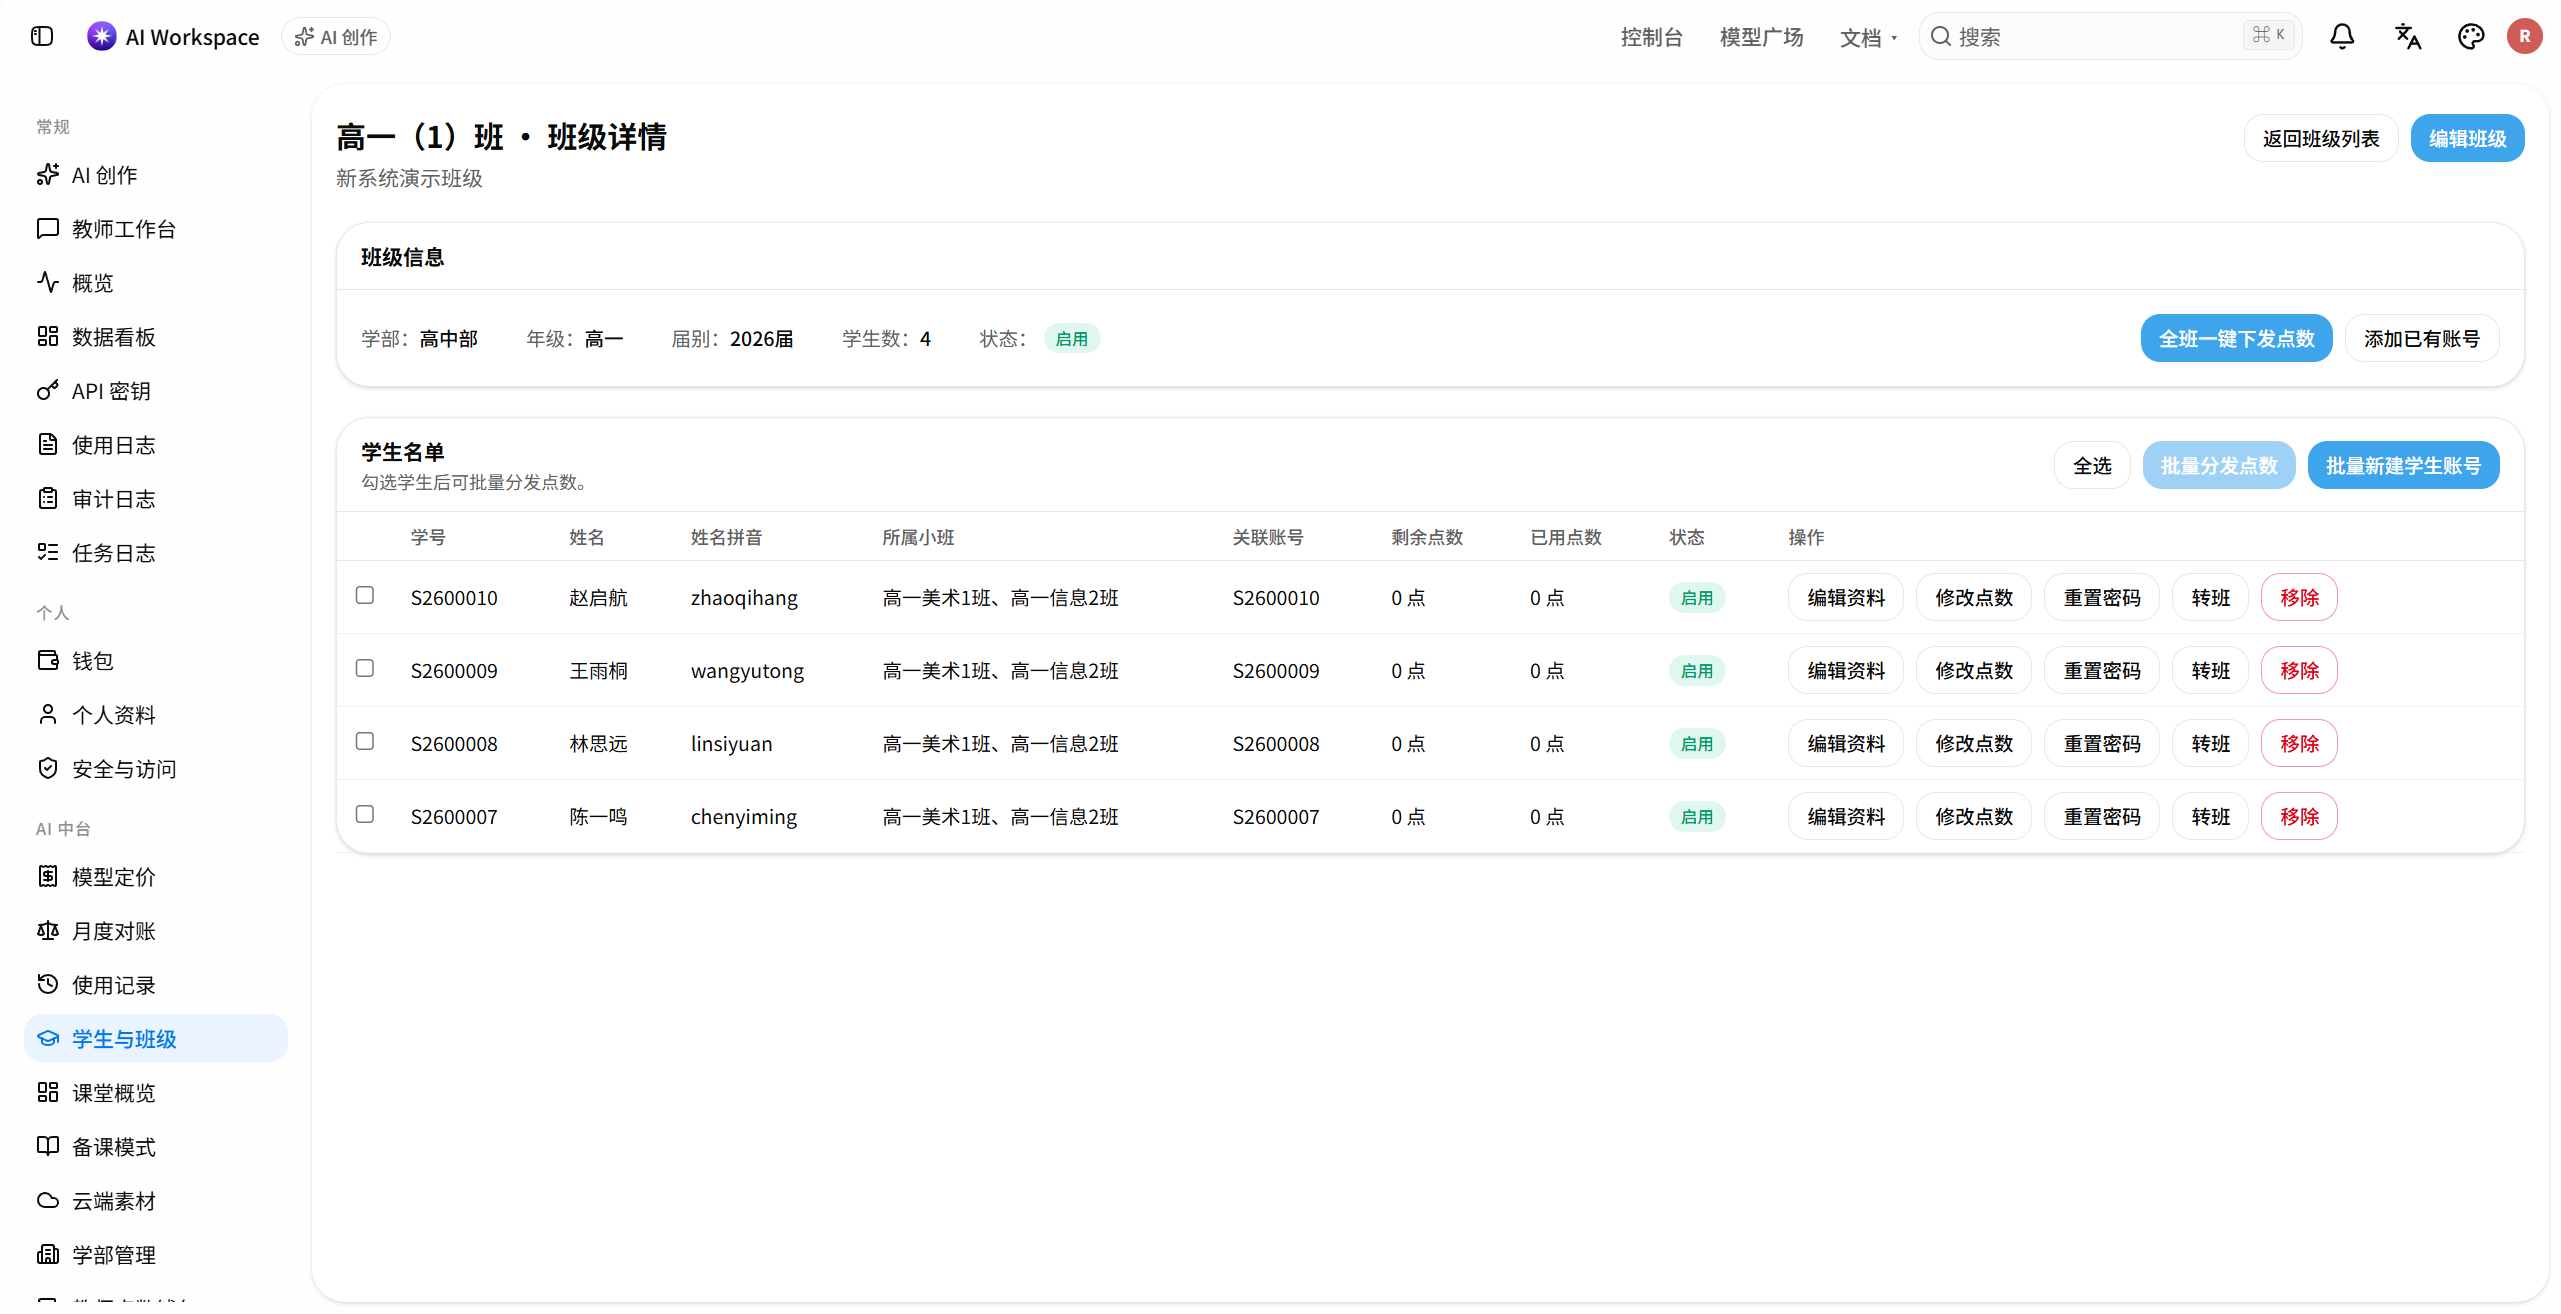 AI Workspace
AI 创作
控制台
模型广场
文档
搜索
⌘ K
R
常规
AI 创作
教师工作台
概览
数据看板
API 密钥
使用日志
审计日志
任务日志
个人
钱包
个人资料
安全与访问
AI 中台
模型定价
月度对账
使用记录
学生与班级
课堂概览
备课模式
云端素材
学部管理
高一（1）班 · 班级详情
新系统演示班级
返回班级列表
编辑班级
班级信息
学部：高中部 年级：高一 届别：2026届 学生数：4 状态：启用
全班一键下发点数
添加已有账号
学生名单
勾选学生后可批量分发点数。
全选
批量分发点数
批量新建学生账号
学号 姓名 姓名拼音 所属小班 关联账号 剩余点数 已用点数 状态 操作
S2600010 赵启航 zhaoqihang 高一美术1班、高一信息2班 S2600010 0 点 0 点 启用 编辑资料 修改点数 重置密码 转班 移除
S2600009 王雨桐 wangyutong 高一美术1班、高一信息2班 S2600009 0 点 0 点 启用 编辑资料 修改点数 重置密码 转班 移除
S2600008 林思远 linsiyuan 高一美术1班、高一信息2班 S2600008 0 点 0 点 启用 编辑资料 修改点数 重置密码 转班 移除
S2600007 陈一鸣 chenyiming 高一美术1班、高一信息2班 S2600007 0 点 0 点 启用 编辑资料 修改点数 重置密码 转班 移除